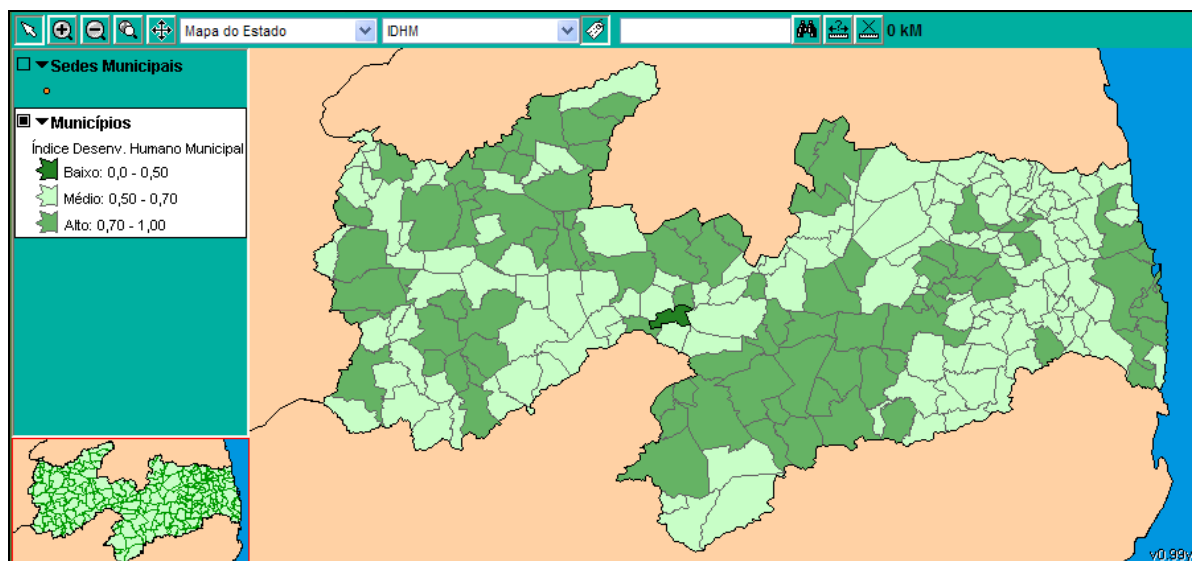 Mapa do Estado IDHM 0 kM
Sedes Municipais
Municípios
Índice Desenv. Humano Municipal
Baixo: 0,0 - 0,50
Médio: 0,50 - 0,70
Alto: 0,70 - 1,00
v0,99v